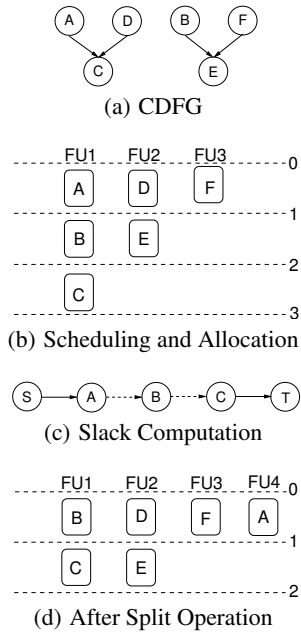 A D B F
C E
(a) CDFG
FU1 FU2 FU3
0
A D F
1
B E
2
C
3
(b) Scheduling and Allocation
S A B C T
(c) Slack Computation
FU1 FU2 FU3 FU4
0
B D F A
1
C E
2
(d) After Split Operation